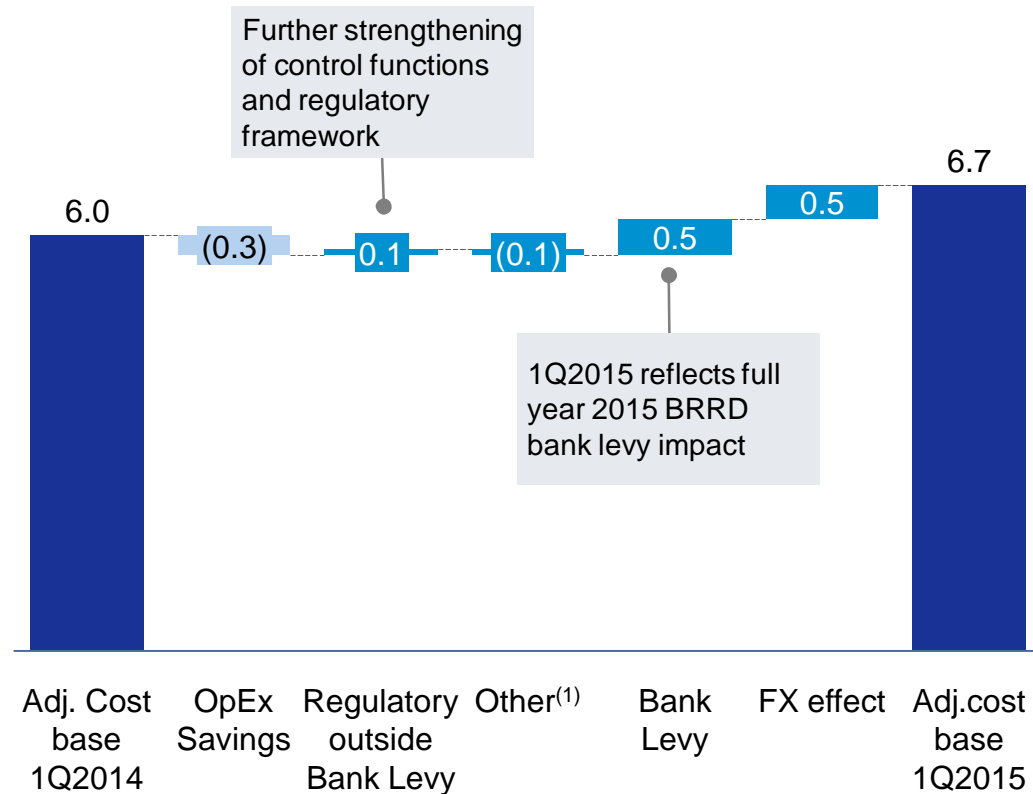 Further strengthening
of control functions
and regulatory
framework
6.0
(0.3)
0.1
(0.1)
0.5
0.5
6.7
1Q2015 reflects full
year 2015 BRRD
bank levy impact
Adj. Cost
base
1Q2014
OpEx
Savings
Regulatory
outside
Bank Levy
Other(1)
Bank
Levy
FX effect
Adj.cost
base
1Q2015